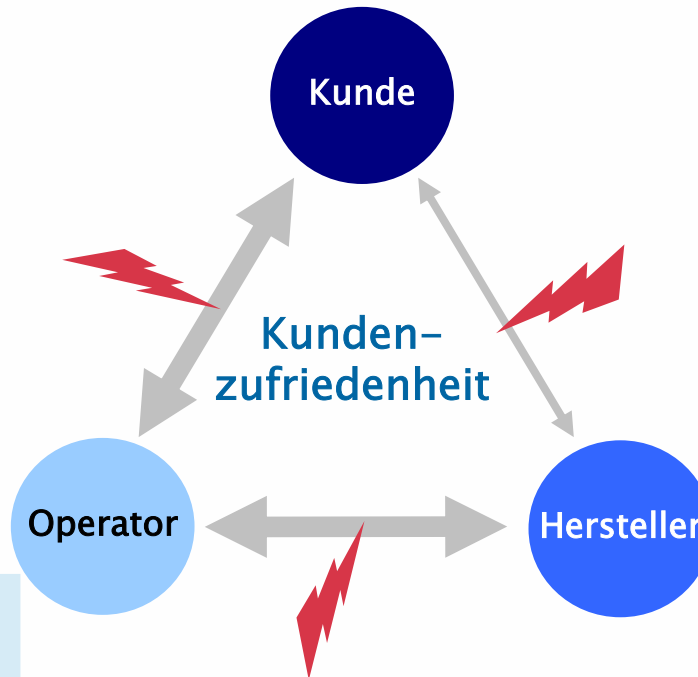 Kunde
Kunden-
zufriedenheit
Operator
Hersteller